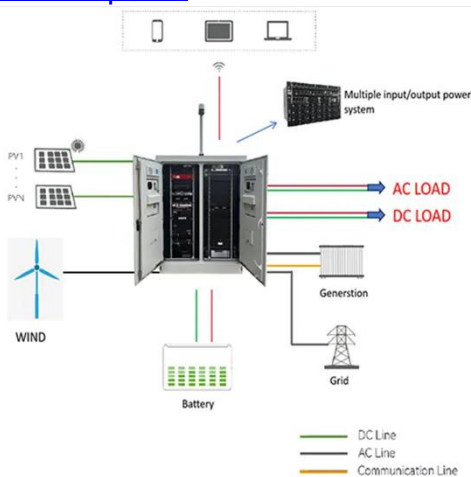 Multiple input/output power
system
PV1
PVN
AC LOAD
DC LOAD
WIND
Generstion
Grid
Battery
DC Line
AC Line
Communication Line